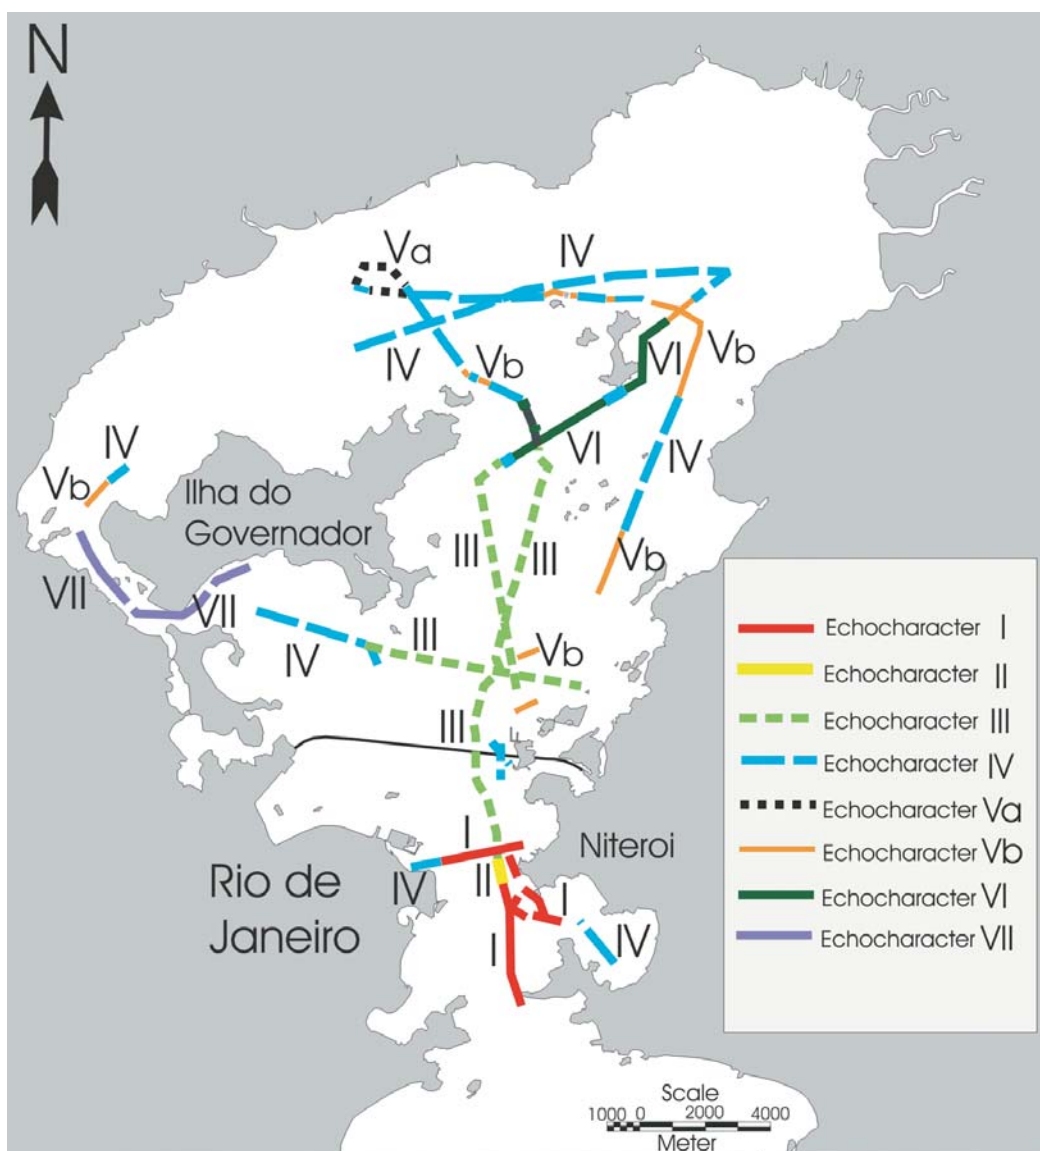 N
Va
IV
IV
Vb
VI
Vb
VI
IV
IV
Vb
Ilha do
Governador
III
III
Vb
VII
VII
IV
III
Vb
III
Echocharacter I
Echocharacter II
Echocharacter III
Echocharacter IV
Echocharacter Va
Echocharacter Vb
Echocharacter VI
Echocharacter VII
I
Niteroi
Rio de
Janeiro
IV
II
I
I
IV
Scale
1000 0 2000 4000
Meter